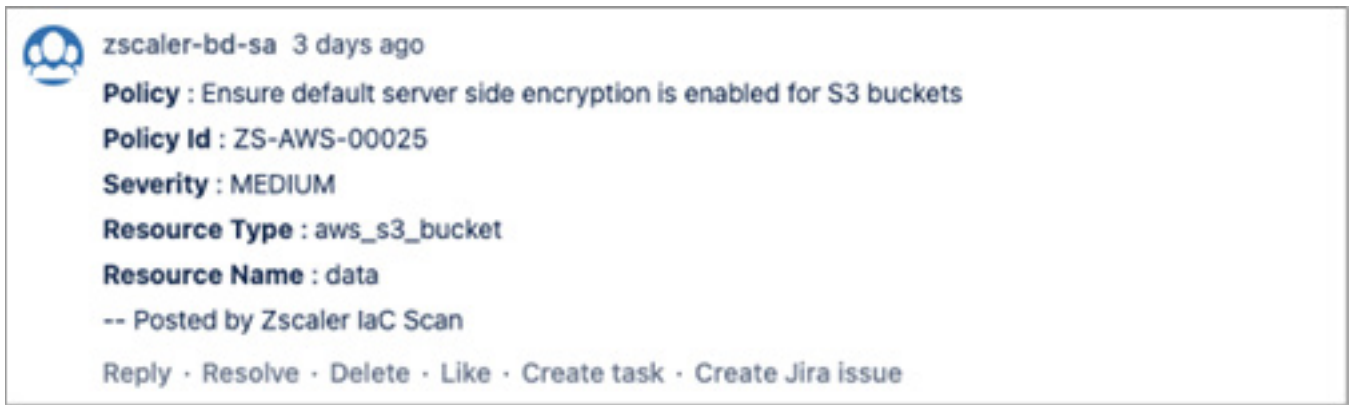 zscaler-bd-sa 3 days ago
Policy : Ensure default server side encryption is enabled for S3 buckets
Policy Id : ZS-AWS-00025
Severity : MEDIUM
Resource Type : aws_s3_bucket
Resource Name : data
-- Posted by Zscaler IaC Scan
Reply · Resolve · Delete · Like · Create task · Create Jira issue